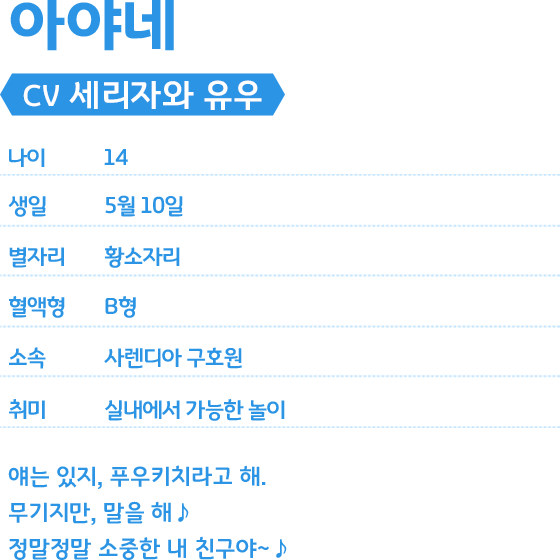 아야네
CV 세리자와 유우
나이 14
생일 5월 10일
별자리 황소자리
혈액형 B형
소속 사렌디아 구호원
취미 실내에서 가능한 놀이
얘는 있지, 푸우키치라고 해.
무기지만, 말을 해♪
정말정말 소중한 내 친구야~♪